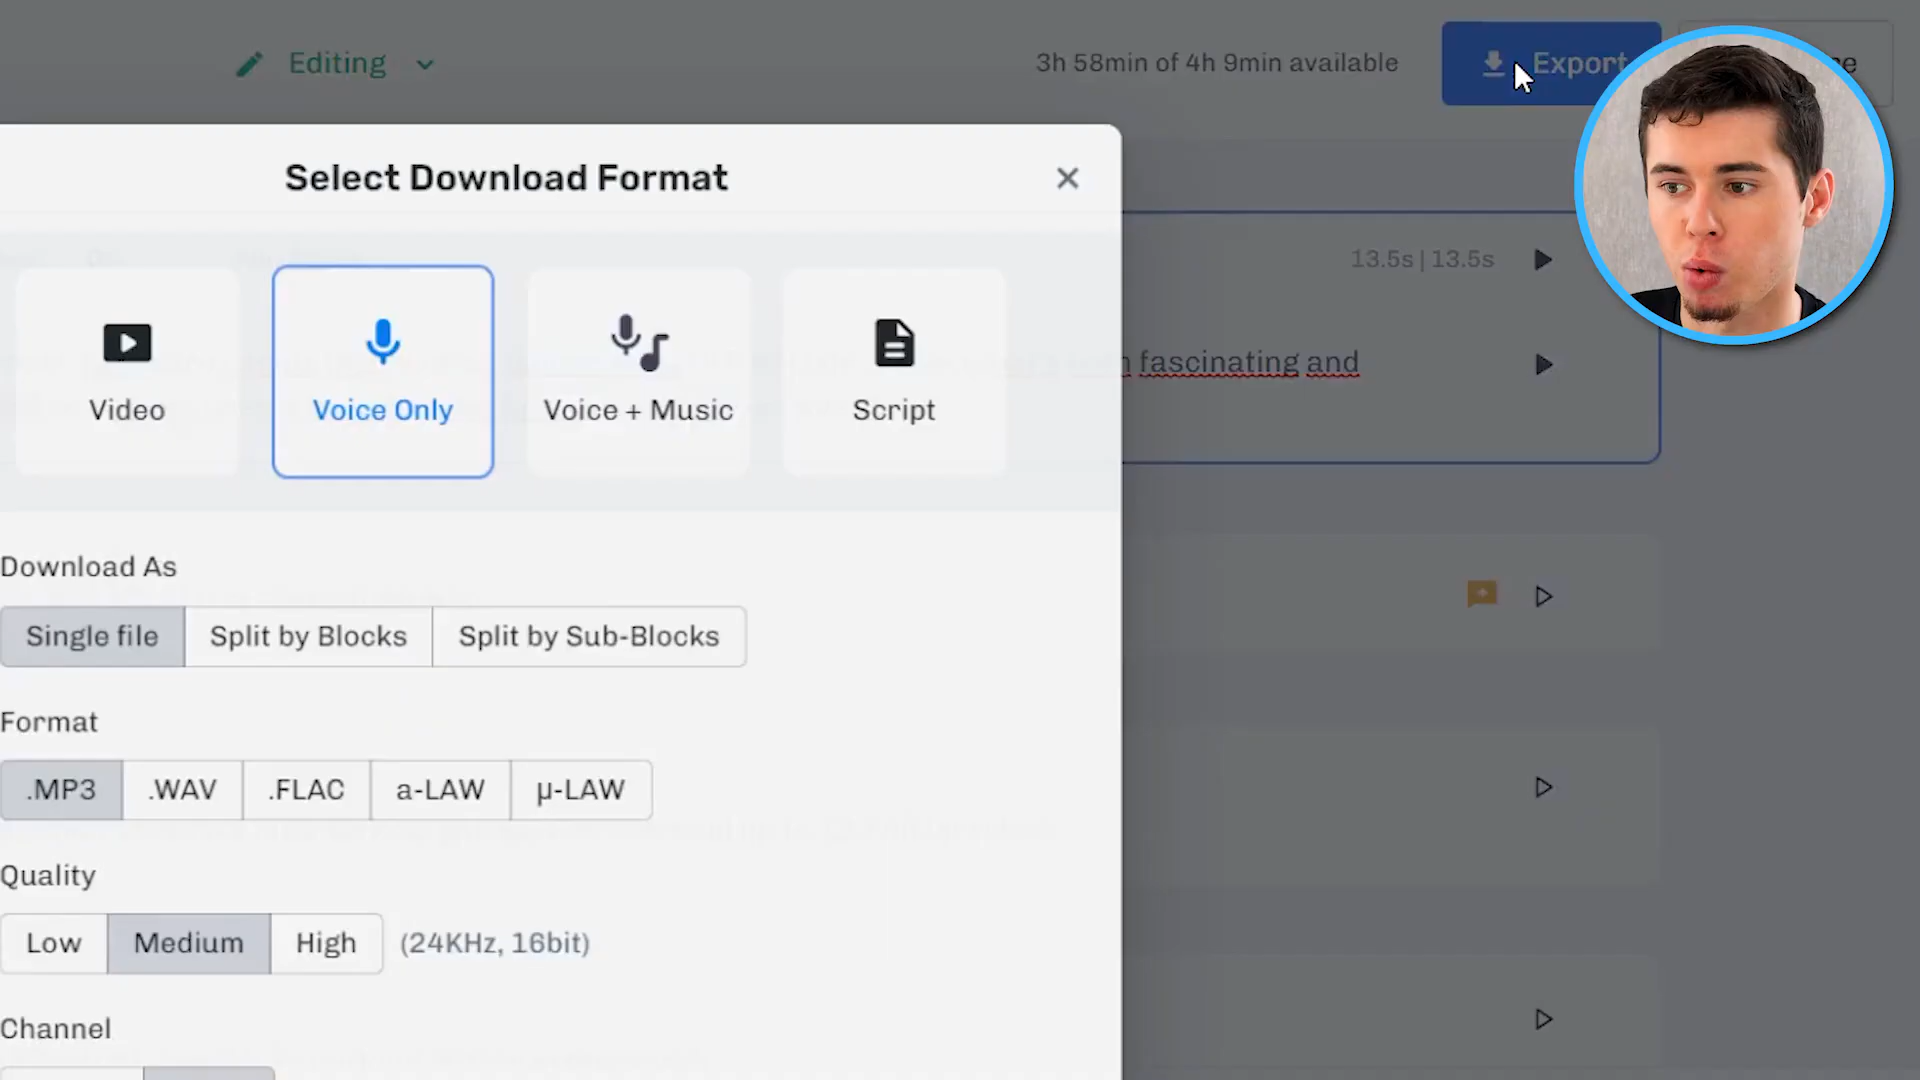 Editing
3h 58min of 4h 9min available
Export
Select Download Format
13.5s | 13.5s
fascinating and
Video
Voice Only
Voice + Music
Script
Download As
Single file
Split by Blocks
Split by Sub-Blocks
Format
.MP3
.WAV
.FLAC
a-LAW
µ-LAW
Quality
Low
Medium
High
(24KHz, 16bit)
Channel